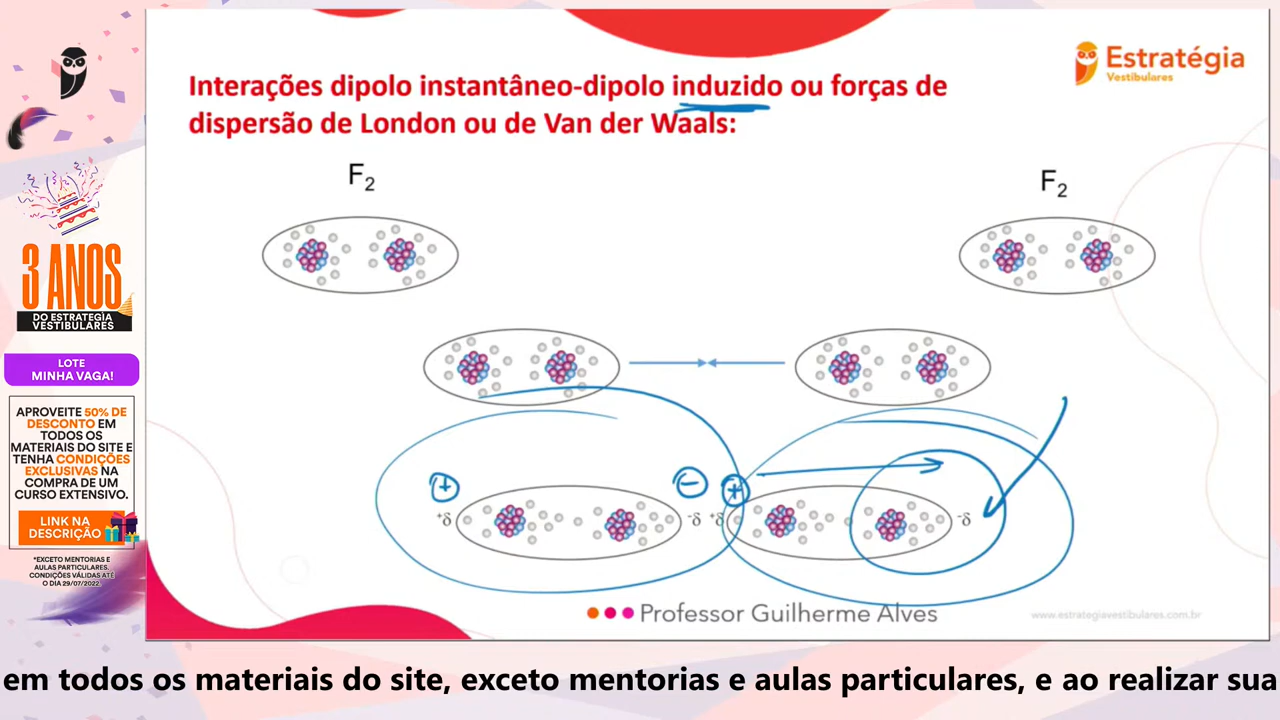 Interações dipolo instantâneo-dipolo induzido ou forças de
dispersão de London ou de Van der Waals:
Estratégia
Vestibulares
F2
F2
+
−
+
+δ
-δ
+δ
-δ
Professor Guilherme Alves
www.estrategiavestibulares.com.br
3 ANOS
DO ESTRATÉGIA
VESTIBULARES
LOTE
MINHA VAGA!
APROVEITE 50% DE
DESCONTO EM
TODOS OS
MATERIAIS DO SITE E
TENHA CONDIÇÕES
EXCLUSIVAS NA
COMPRA DE UM
CURSO EXTENSIVO.
LINK NA
DESCRIÇÃO
*EXCETO MENTORIAS E
AULAS PARTICULARES.
CONDIÇÕES VÁLIDAS ATÉ
O DIA 29/07/2022.
em todos os materiais do site, exceto mentorias e aulas particulares, e ao realizar sua